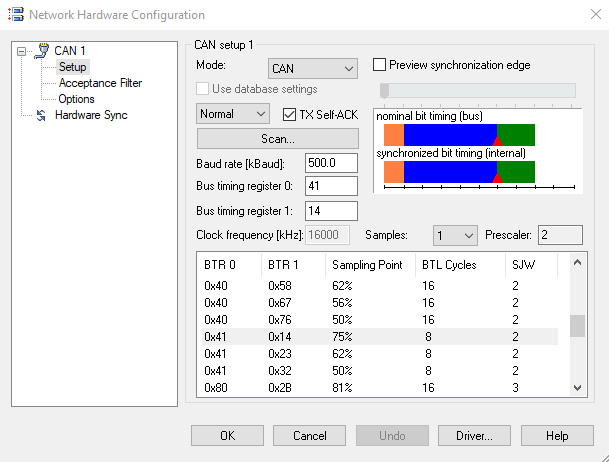 Network Hardware Configuration
CAN 1
Setup
Acceptance Filter
Options
Hardware Sync
CAN setup 1
Mode: CAN
Preview synchronization edge
Use database settings
Normal TX Self-ACK
Scan...
nominal bit timing (bus)
synchronized bit timing (internal)
Baud rate [kBaud]: 500.0
Bus timing register 0: 41
Bus timing register 1: 14
Clock frequency [kHz]: 16000 Samples: 1 Prescaler: 2
BTR 0 BTR 1 Sampling Point BTL Cycles SJW
0x40 0x58 62% 16 2
0x40 0x67 56% 16 2
0x40 0x76 50% 16 2
0x41 0x14 75% 8 2
0x41 0x23 62% 8 2
0x41 0x32 50% 8 2
0x80 0x2B 81% 16 3
OK Cancel Undo Driver... Help